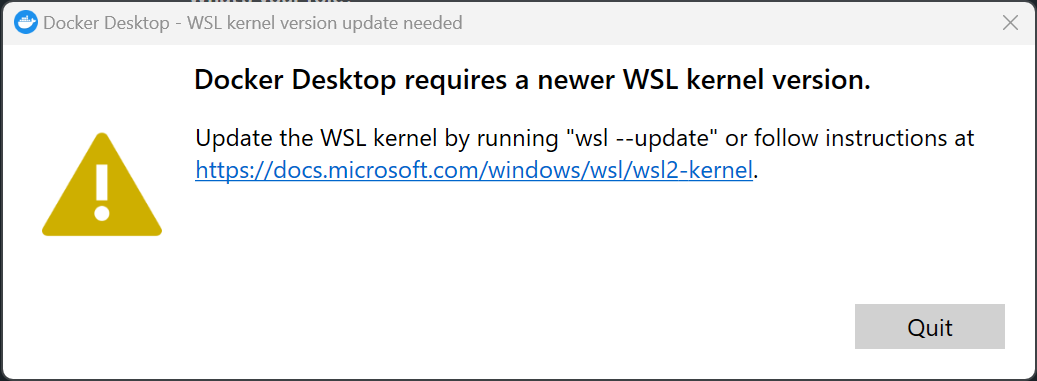 Docker Desktop - WSL kernel version update needed
Docker Desktop requires a newer WSL kernel version.
Update the WSL kernel by running "wsl --update" or follow instructions at
https://docs.microsoft.com/windows/wsl/wsl2-kernel.
Quit